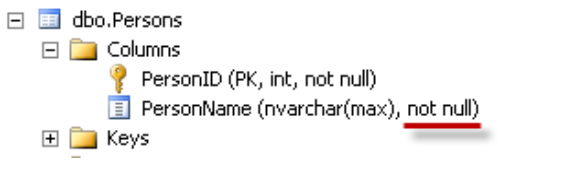 dbo.Persons
Columns
PersonID (PK, int, not null)
PersonName (nvarchar(max), not null)
Keys